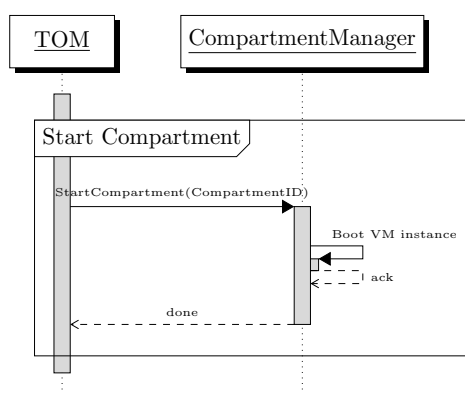 TOM
CompartmentManager
Start Compartment
StartCompartment(CompartmentID)
Boot VM instance
ack
done